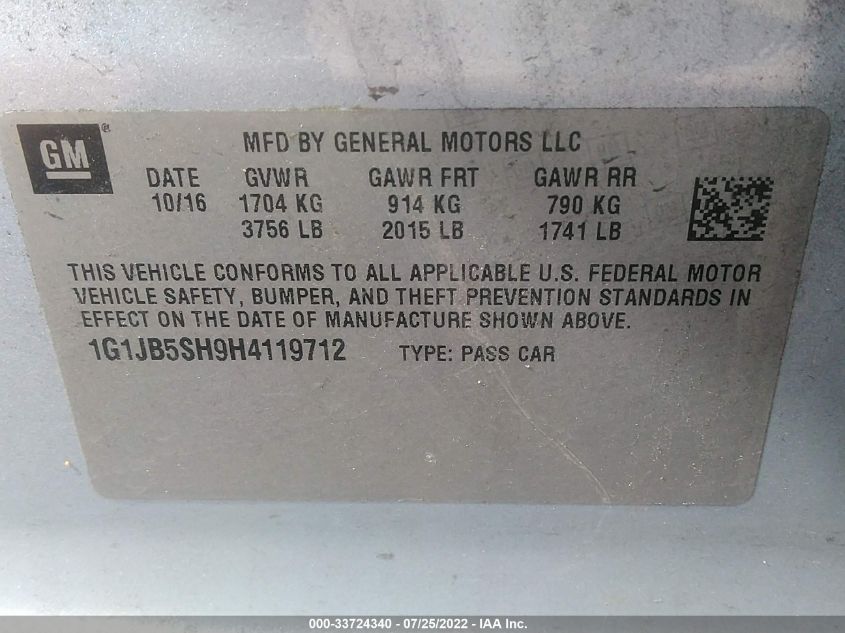 GM ®
MFD BY GENERAL MOTORS LLC
DATE GVWR GAWR FRT GAWR RR
10/16 1704 KG 914 KG 790 KG
3756 LB 2015 LB 1741 LB
THIS VEHICLE CONFORMS TO ALL APPLICABLE U.S. FEDERAL MOTOR
VEHICLE SAFETY, BUMPER, AND THEFT PREVENTION STANDARDS IN
EFFECT ON THE DATE OF MANUFACTURE SHOWN ABOVE.
1G1JB5SH9H4119712 TYPE: PASS CAR
000-33724340 - 07/25/2022 - IAA Inc.